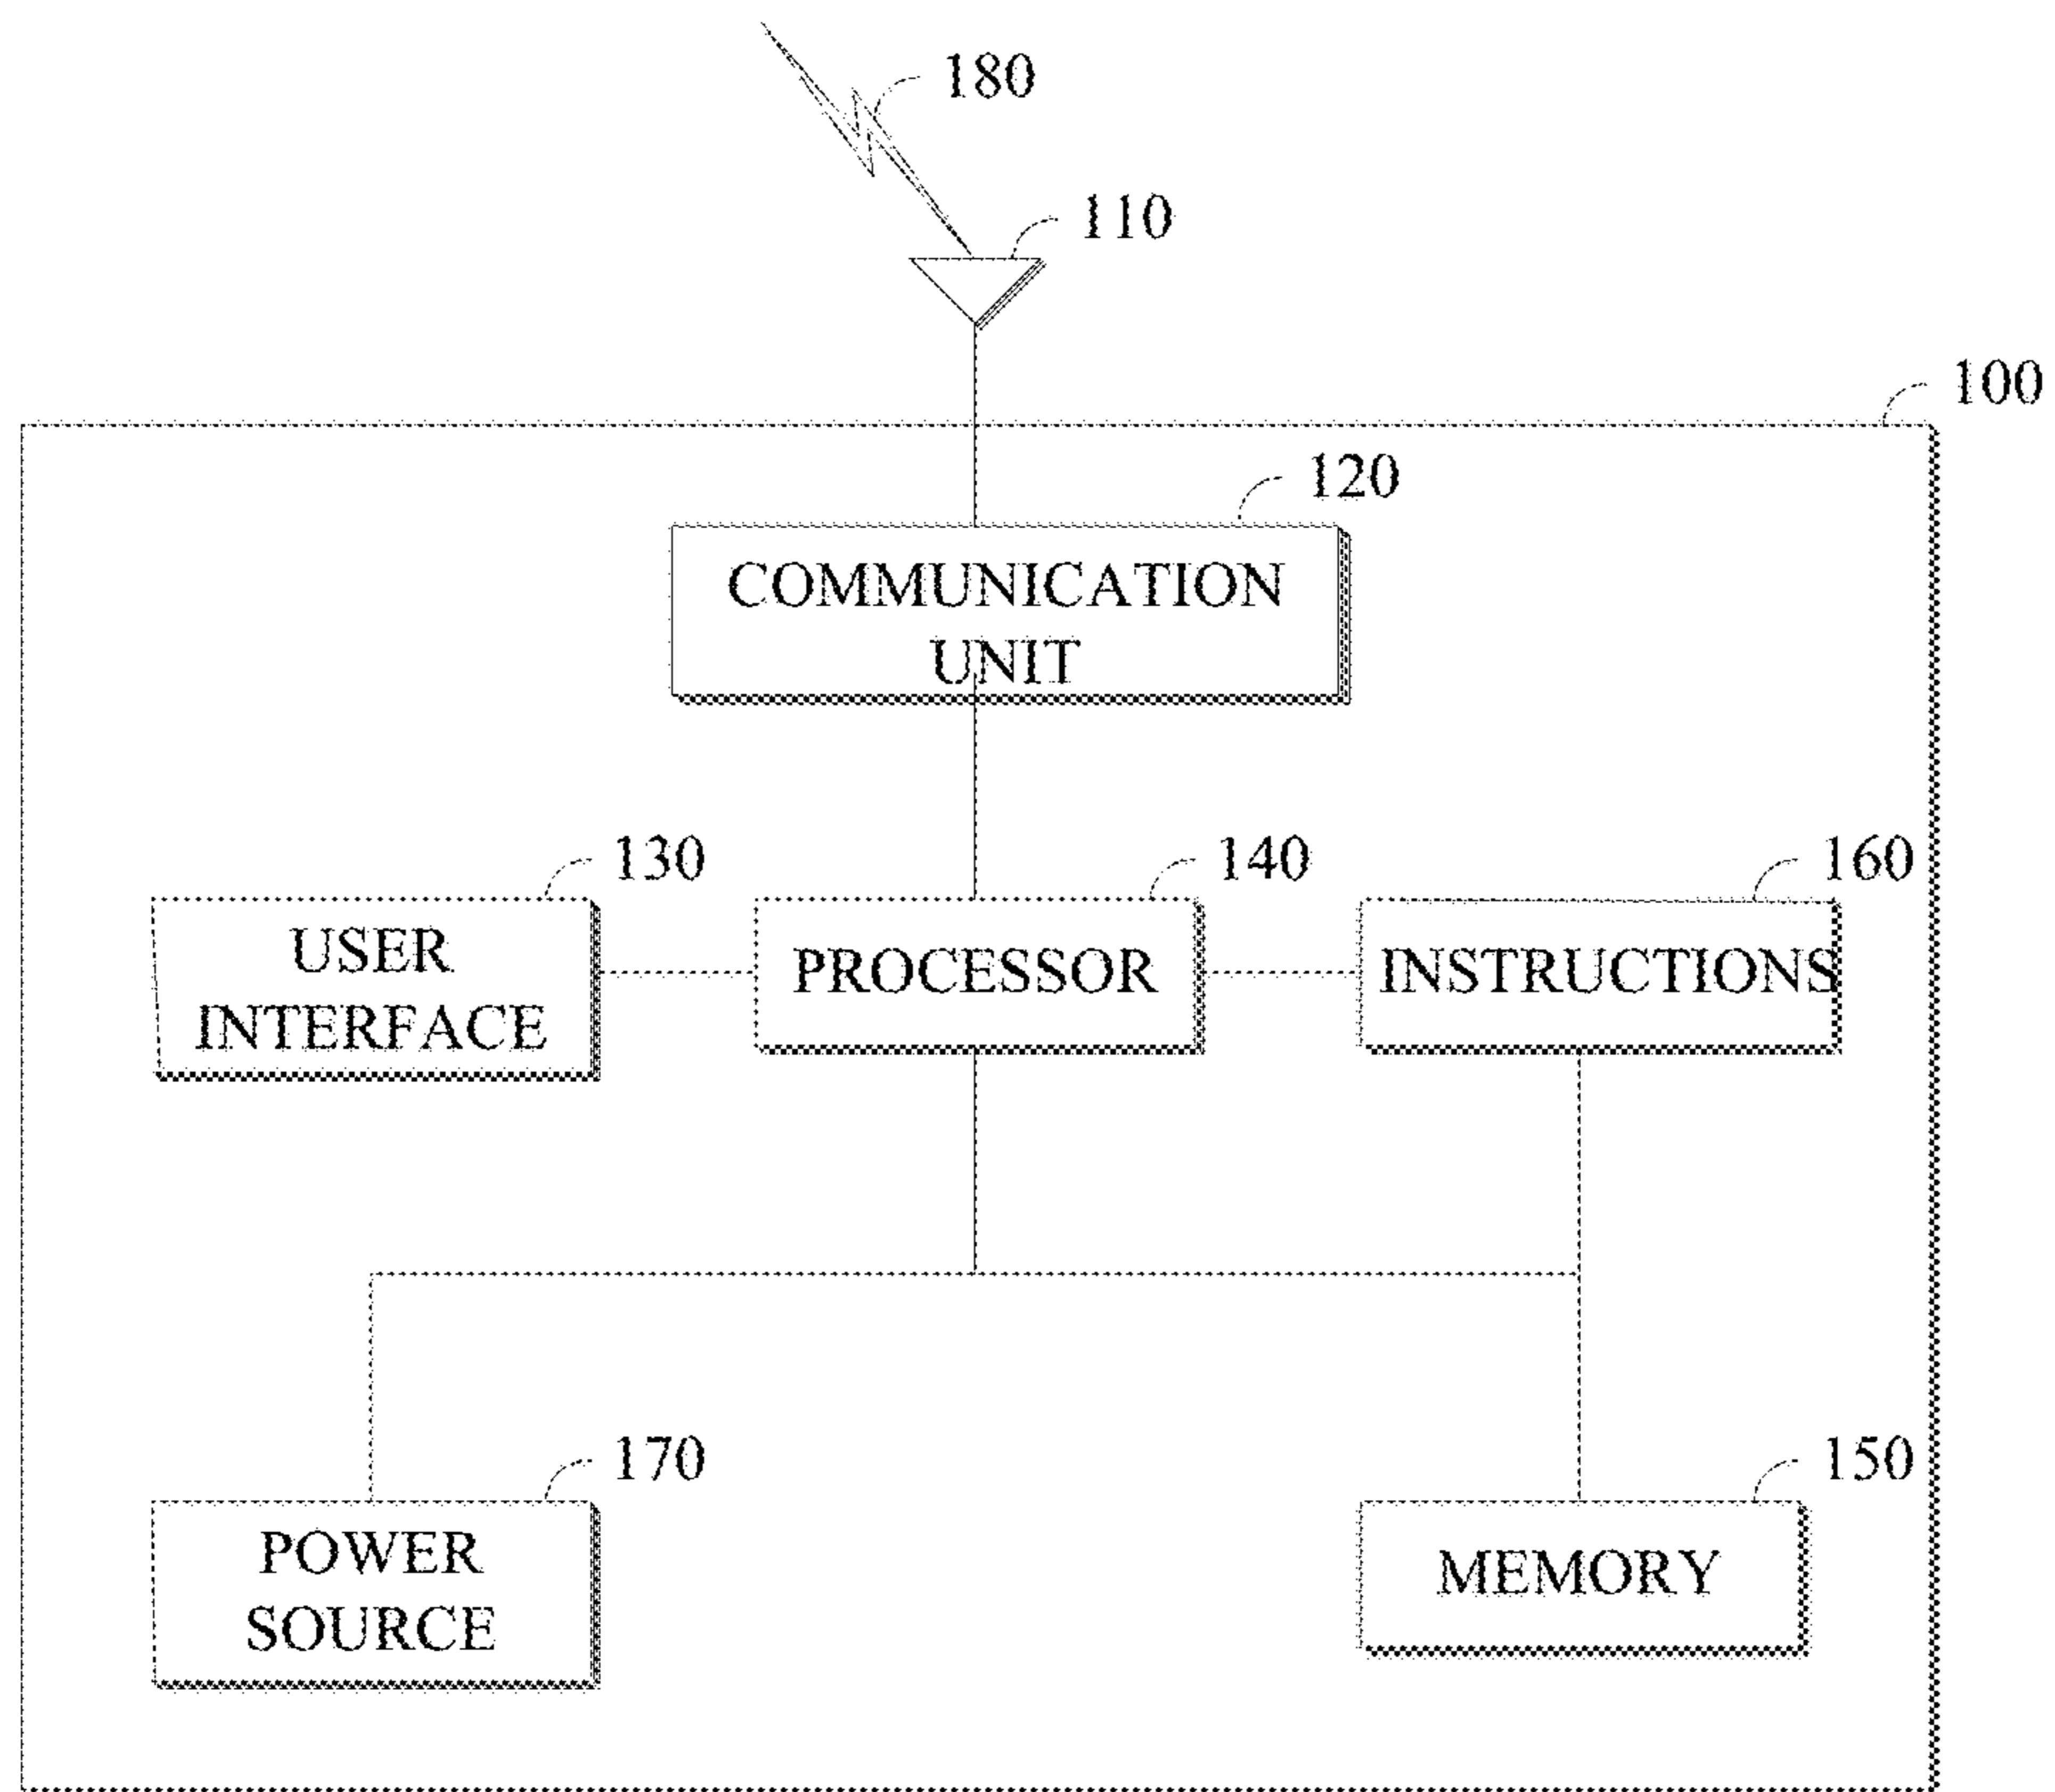 180
110
100
120
COMMUNICATION
UNIT
130
140
160
USER
INTERFACE
PROCESSOR
INSTRUCTIONS
170
150
POWER
SOURCE
MEMORY